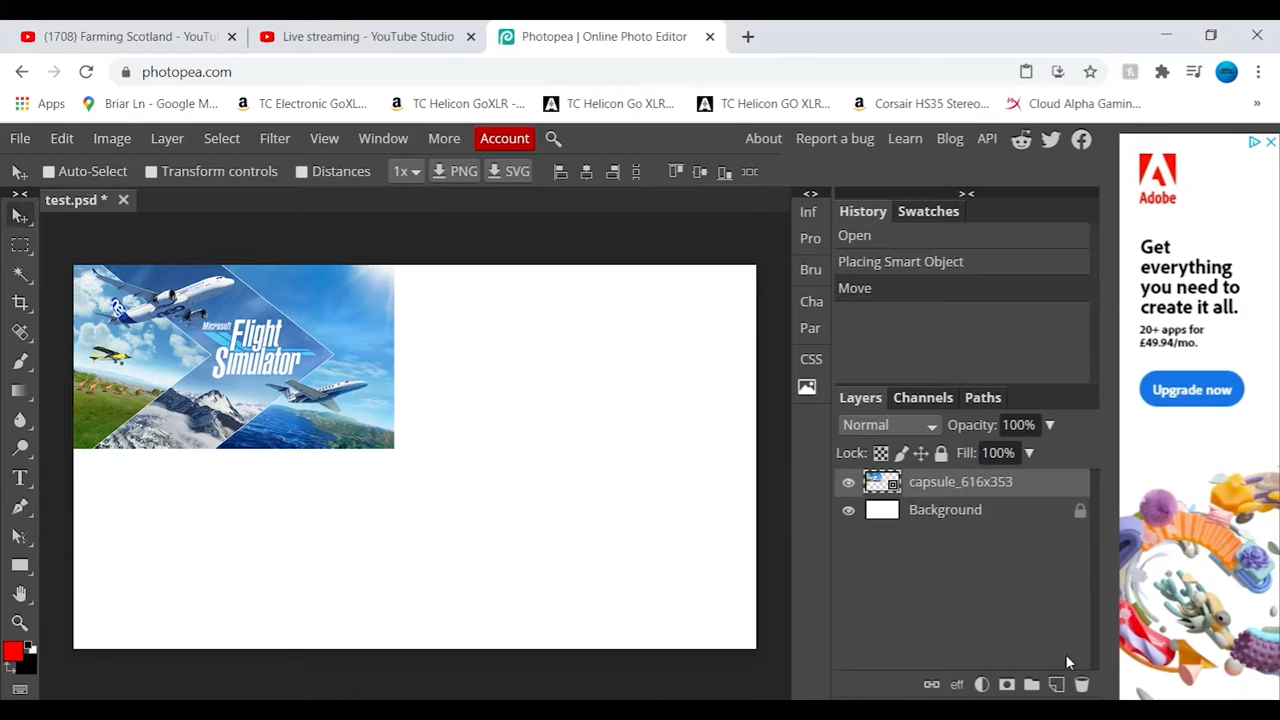 (1708) Farming Scotland - YouTu
Live streaming - YouTube Studio
Photopea | Online Photo Editor
photopea.com
Apps
Briar Ln - Google M...
TC Electronic GoXL...
TC Helicon GoXLR -...
TC Helicon GO XLR...
TC Helicon GO XLR...
Corsair HS35 Stereo...
Cloud Alpha Gamin...
»
File Edit Image Layer Select Filter View Window More Account
About Report a bug Learn Blog API
Auto-Select Transform controls Distances 1x PNG SVG
test.psd *
Microsoft
Flight
Simulator
Inf
Pro
Bru
Cha
Par
CSS
History Swatches
Open
Placing Smart Object
Move
Layers Channels Paths
Normal Opacity: 100%
Lock: Fill: 100%
capsule_616x353
Background
eff
Adobe
Get
everything
you need to
create it all.
20+ apps for
£49.94/mo.
Upgrade now